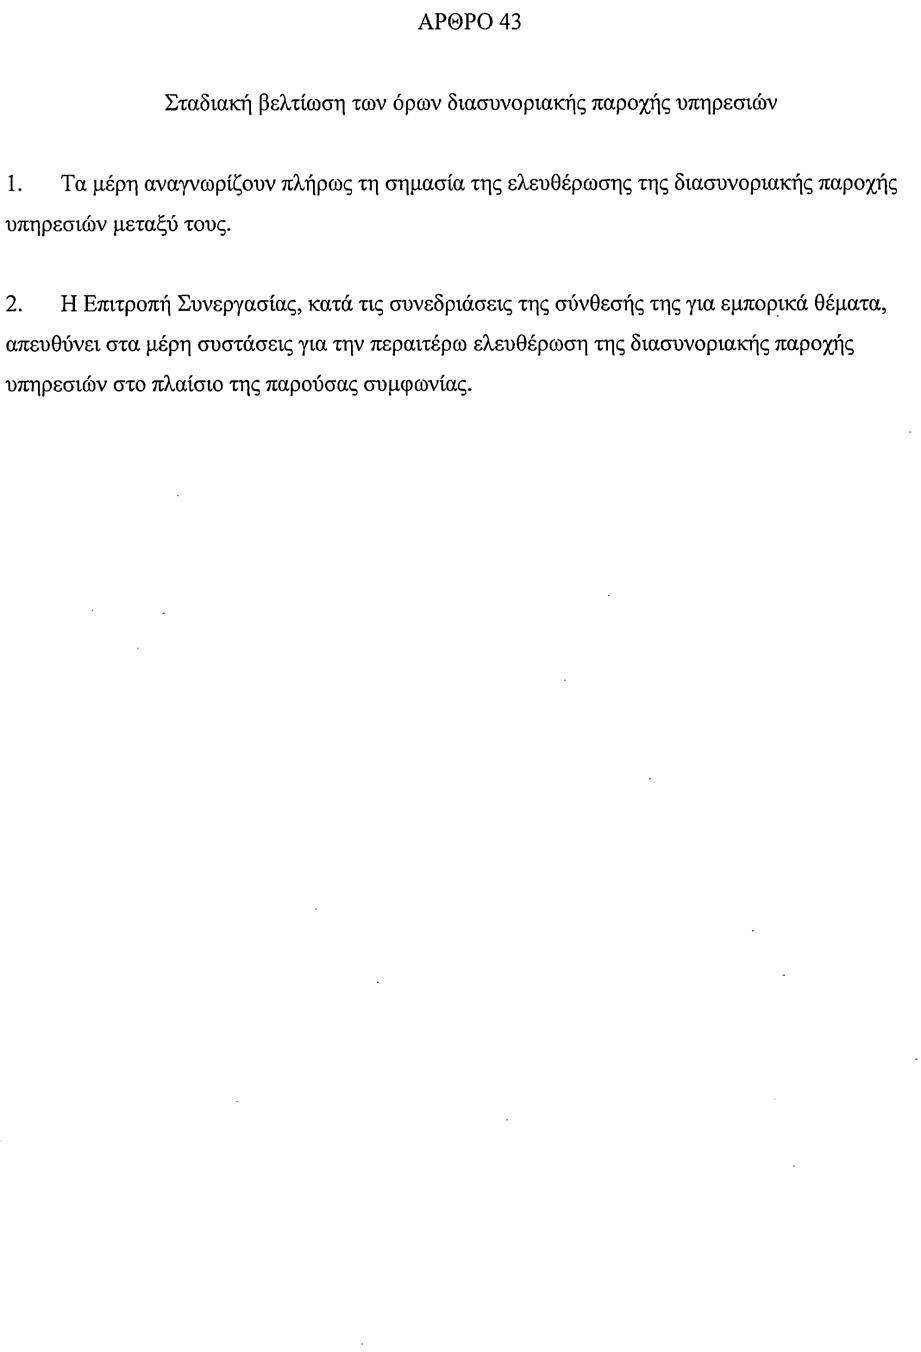 ΑΡΘΡΟ 43
Σταδιακή βελτίωση των όρων διασυνοριακής παροχής υπηρεσιών
1. Τα μέρη αναγνωρίζουν πλήρως τη σημασία της ελευθέρωσης της διασυνοριακής παροχής
υπηρεσιών μεταξύ τους.
2. Η Επιτροπή Συνεργασίας, κατά τις συνεδριάσεις της σύνθεσής της για εμπορικά θέματα,
απευθύνει στα μέρη συστάσεις για την περαιτέρω ελευθέρωση της διασυνοριακής παροχής
υπηρεσιών στο πλαίσιο της παρούσας συμφωνίας.